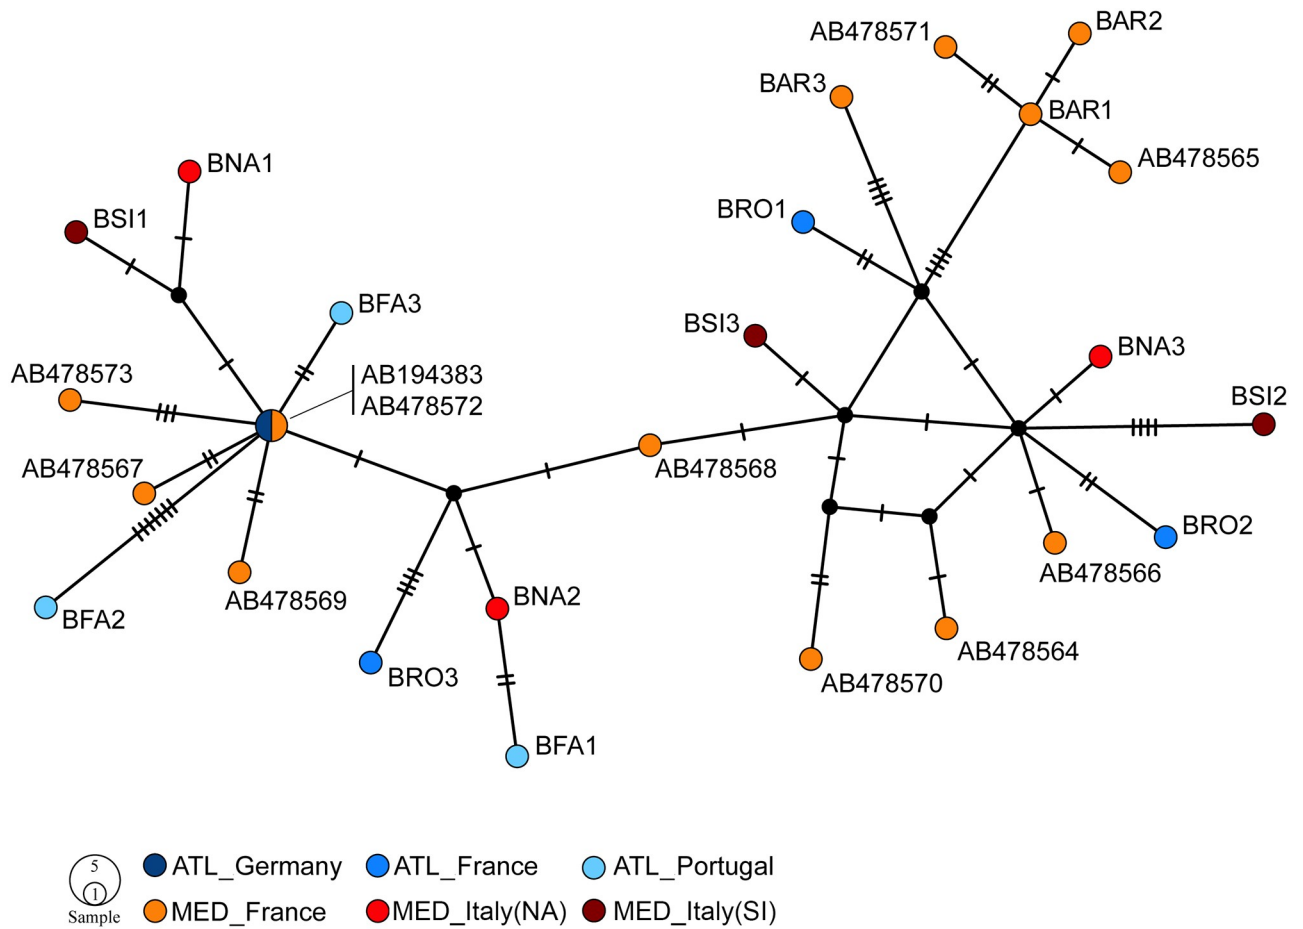 AB478571
BAR2
BAR3
BAR1
AB478565
BNA1
BRO1
BSI1
BFA3
BSI3
BNA3
AB478573
AB194383
AB478572
BSI2
AB478567
AB478568
BRO2
AB478566
AB478569
BNA2
BFA2
AB478564
BRO3
AB478570
BFA1
5
1
Sample
ATL_Germany
ATL_France
ATL_Portugal
MED_France
MED_Italy(NA)
MED_Italy(SI)